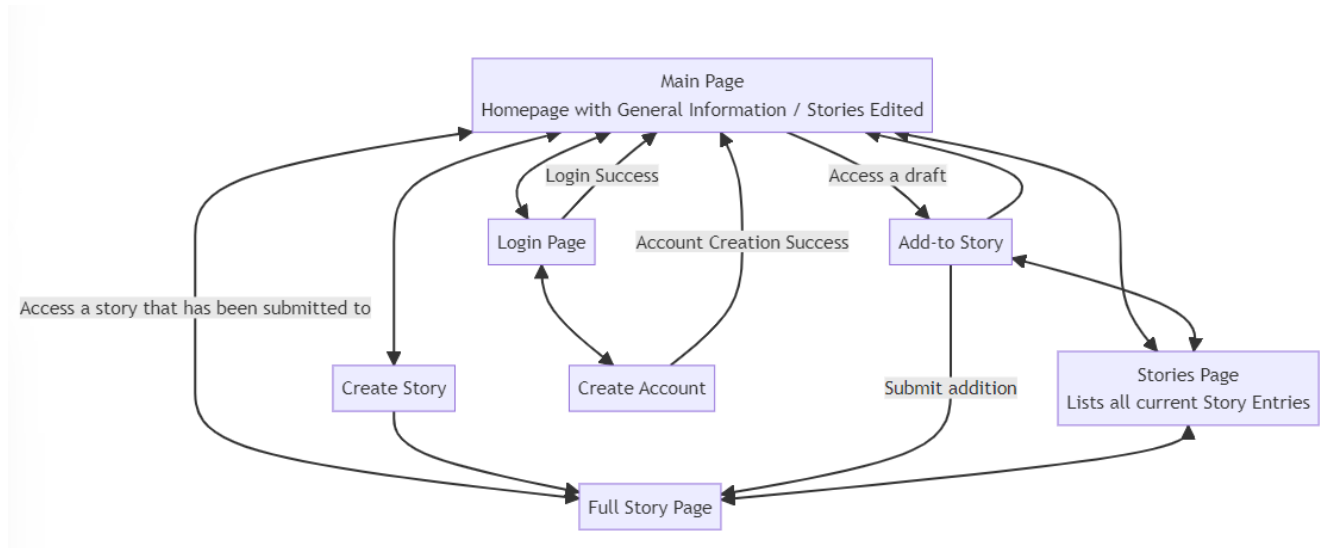 Main Page
Homepage with General Information / Stories Edited
Login Success
Access a draft
Login Page
Account Creation Success
Add-to Story
Access a story that has been submitted to
Create Story
Create Account
Submit addition
Stories Page
Lists all current Story Entries
Full Story Page